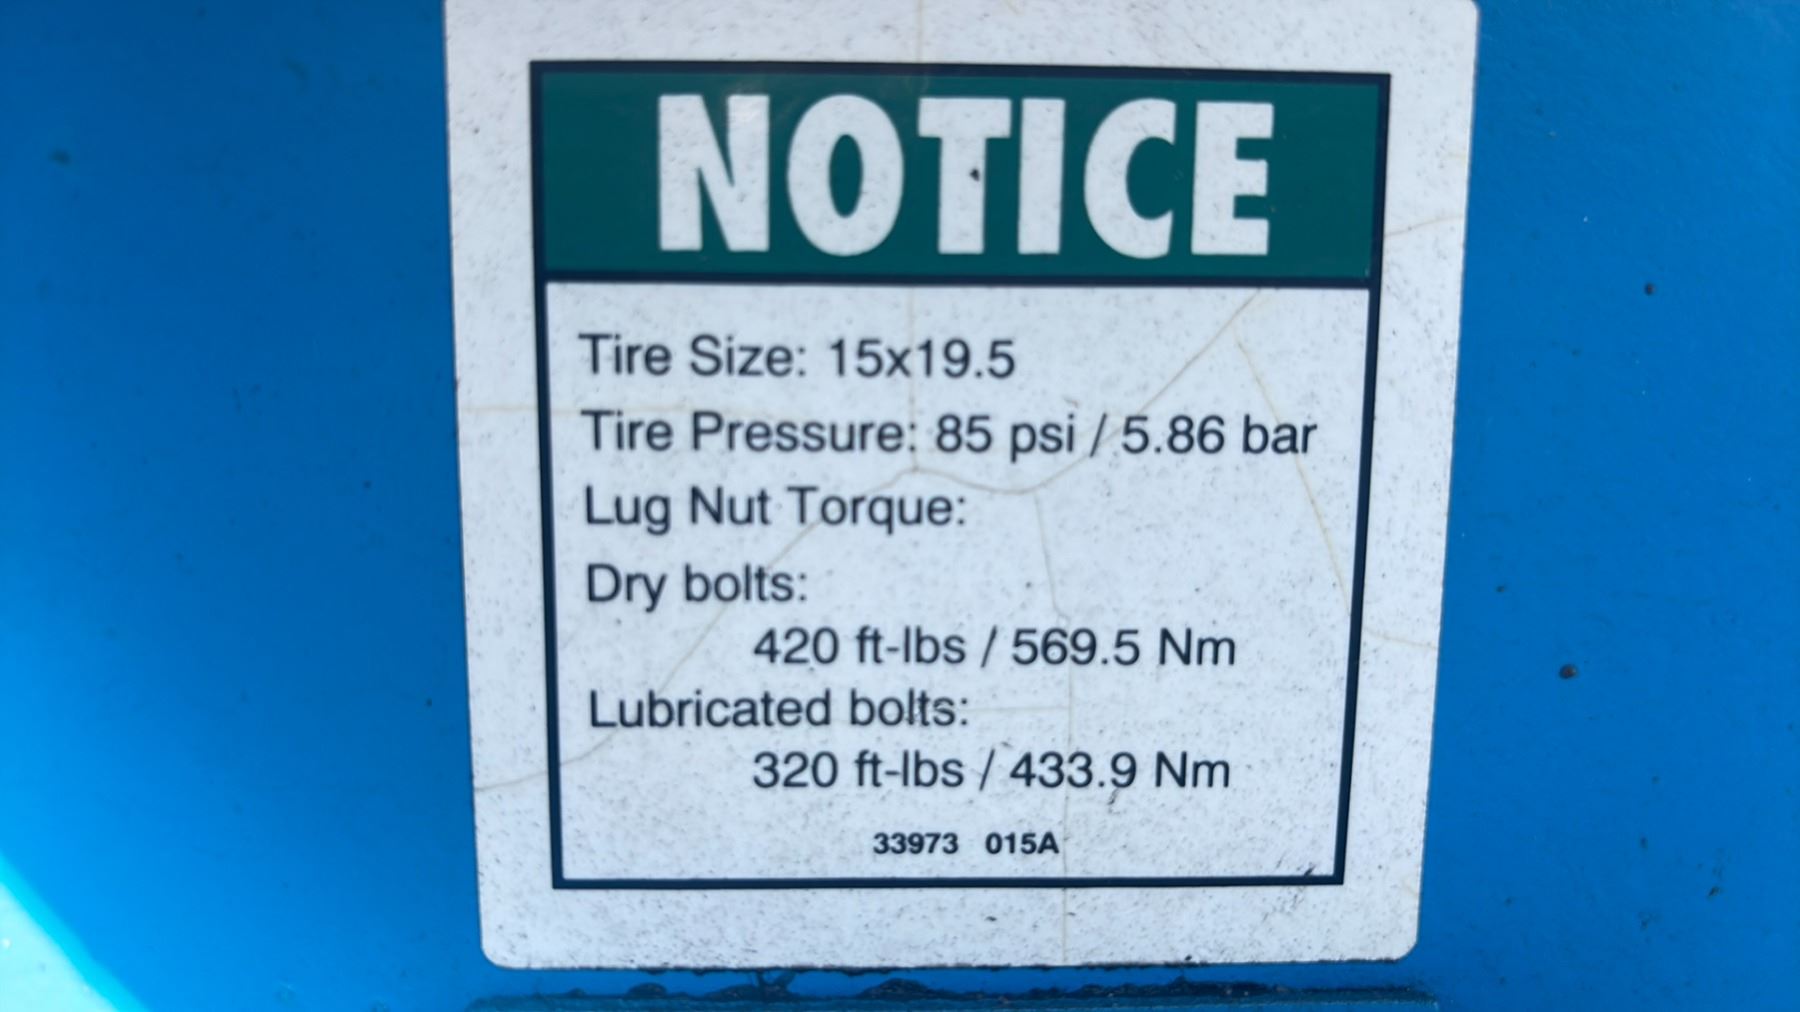 NOTICE
Tire Size: 15x19.5
Tire Pressure: 85 psi / 5.86 bar
Lug Nut Torque:
Dry bolts:
420 ft-lbs / 569.5 Nm
Lubricated bolts:
320 ft-lbs / 433.9 Nm
33973 015A